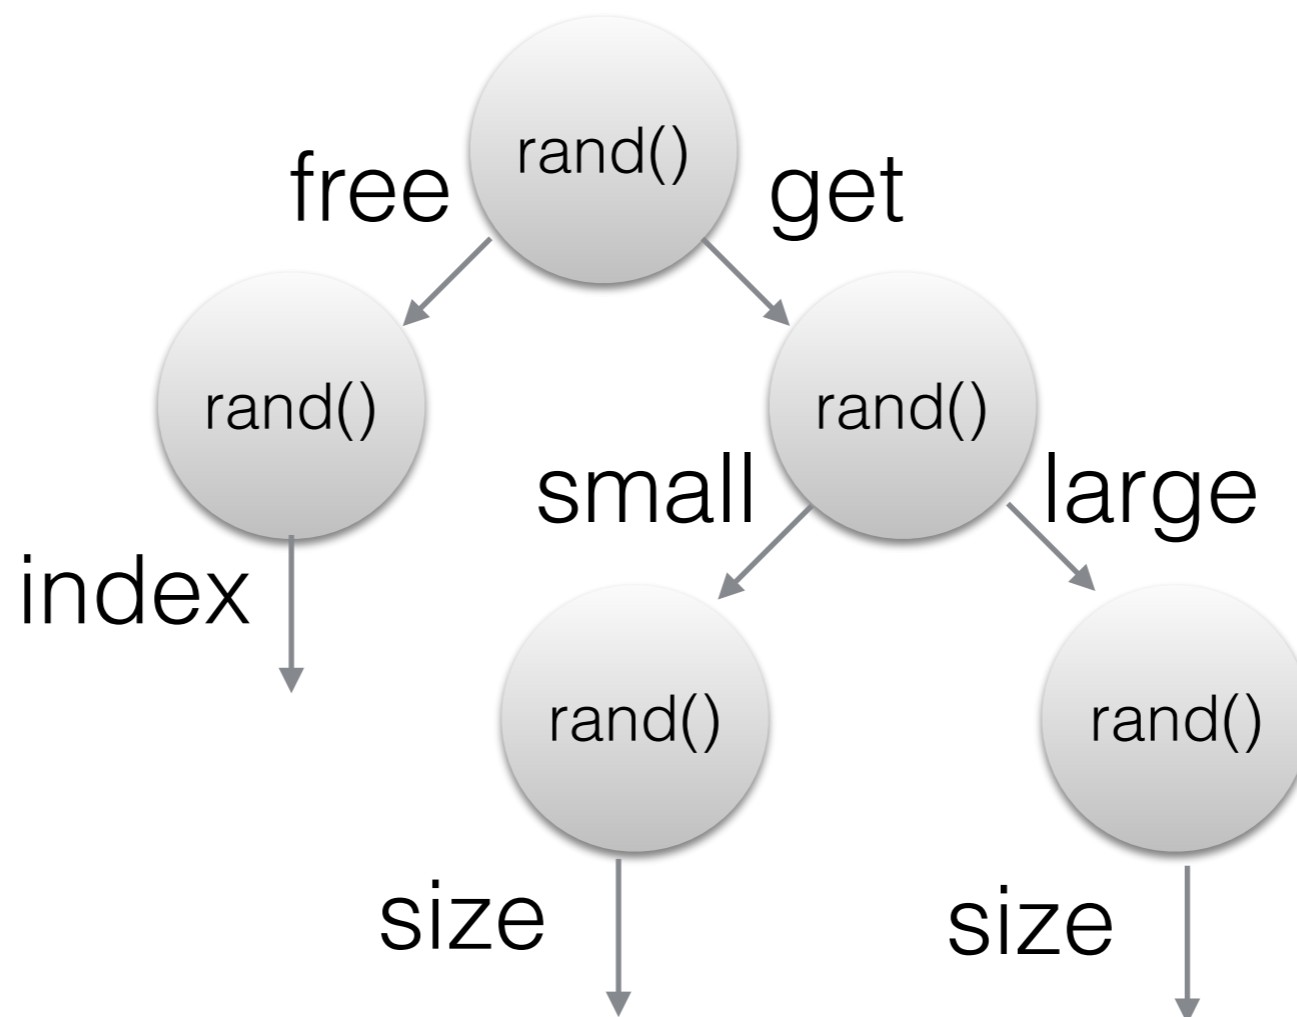 rand()
free
get
rand()
rand()
small
large
index
rand()
rand()
size
size